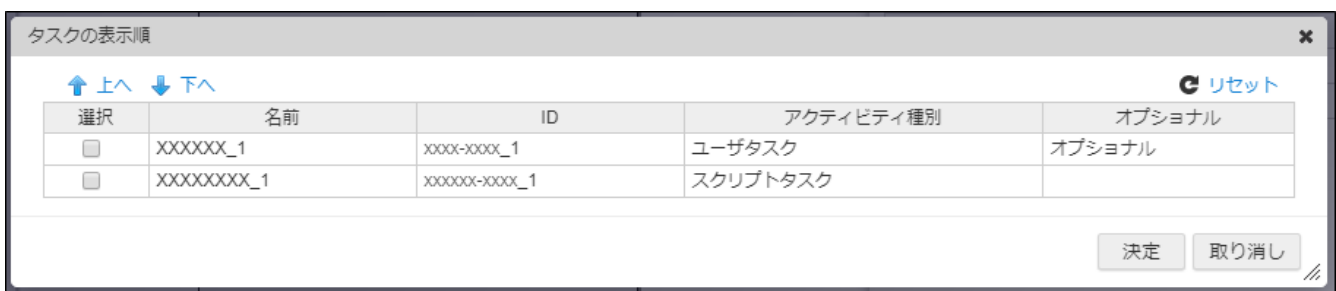 タスクの表示順
上へ 下へ リセット
選択 名前 ID アクティビティ種別 オプショナル
XXXXXX_1 xxxx-xxxx_1 ユーザタスク オプショナル
XXXXXXXX_1 xxxxxx-xxxx_1 スクリプトタスク
決定 取り消し